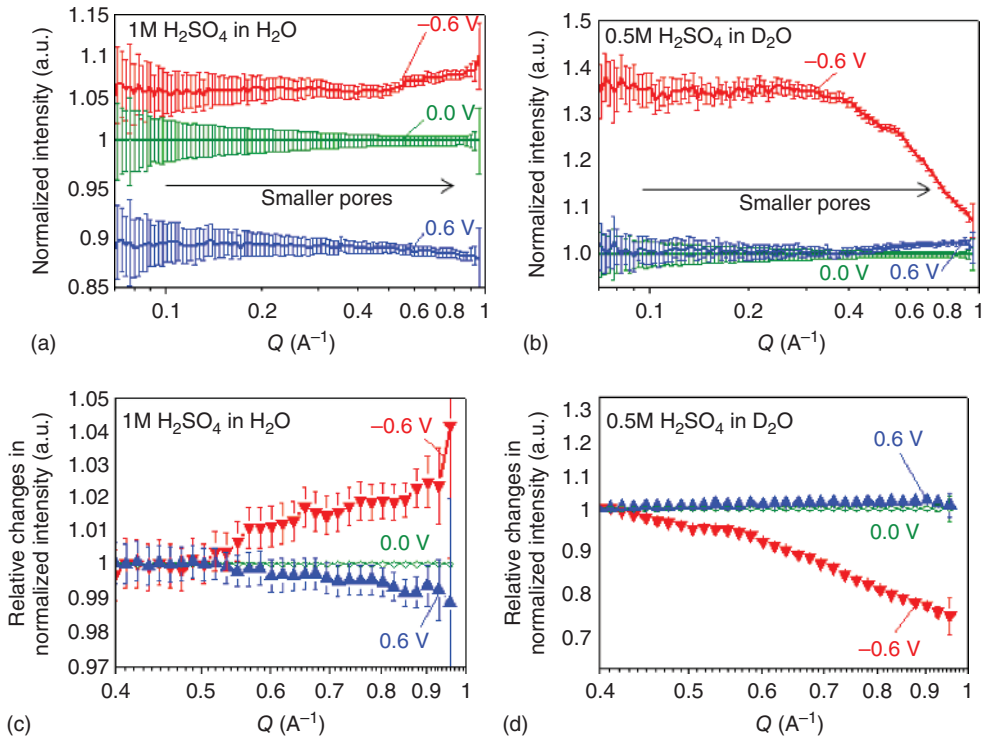 1M H₂SO₄ in H₂O
−0.6 V
0.0 V
Smaller pores
0.6 V
Normalized intensity (a.u.)
1.15
1.1
1.05
1
0.95
0.9
0.85
0.1
0.2
0.4
0.6
0.8
1
Q (A⁻¹)
(a)
0.5M H₂SO₄ in D₂O
−0.6 V
Smaller pores
0.0 V
0.6 V
Normalized intensity (a.u.)
1.5
1.4
1.3
1.2
1.1
1.0
0.1
0.2
0.4
0.6
0.8
1
Q (A⁻¹)
(b)
1M H₂SO₄ in H₂O
−0.6 V
0.0 V
0.6 V
Relative changes in
normalized intensity (a.u.)
1.05
1.04
1.03
1.02
1.01
1
0.99
0.98
0.97
0.4
0.5
0.6
0.7
0.8
0.9
1
Q (A⁻¹)
(c)
0.5M H₂SO₄ in D₂O
0.6 V
0.0 V
−0.6 V
Relative changes in
normalized intensity (a.u.)
1.3
1.2
1.1
1
0.9
0.8
0.7
0.4
0.5
0.6
0.7
0.8
0.9
1
Q (A⁻¹)
(d)